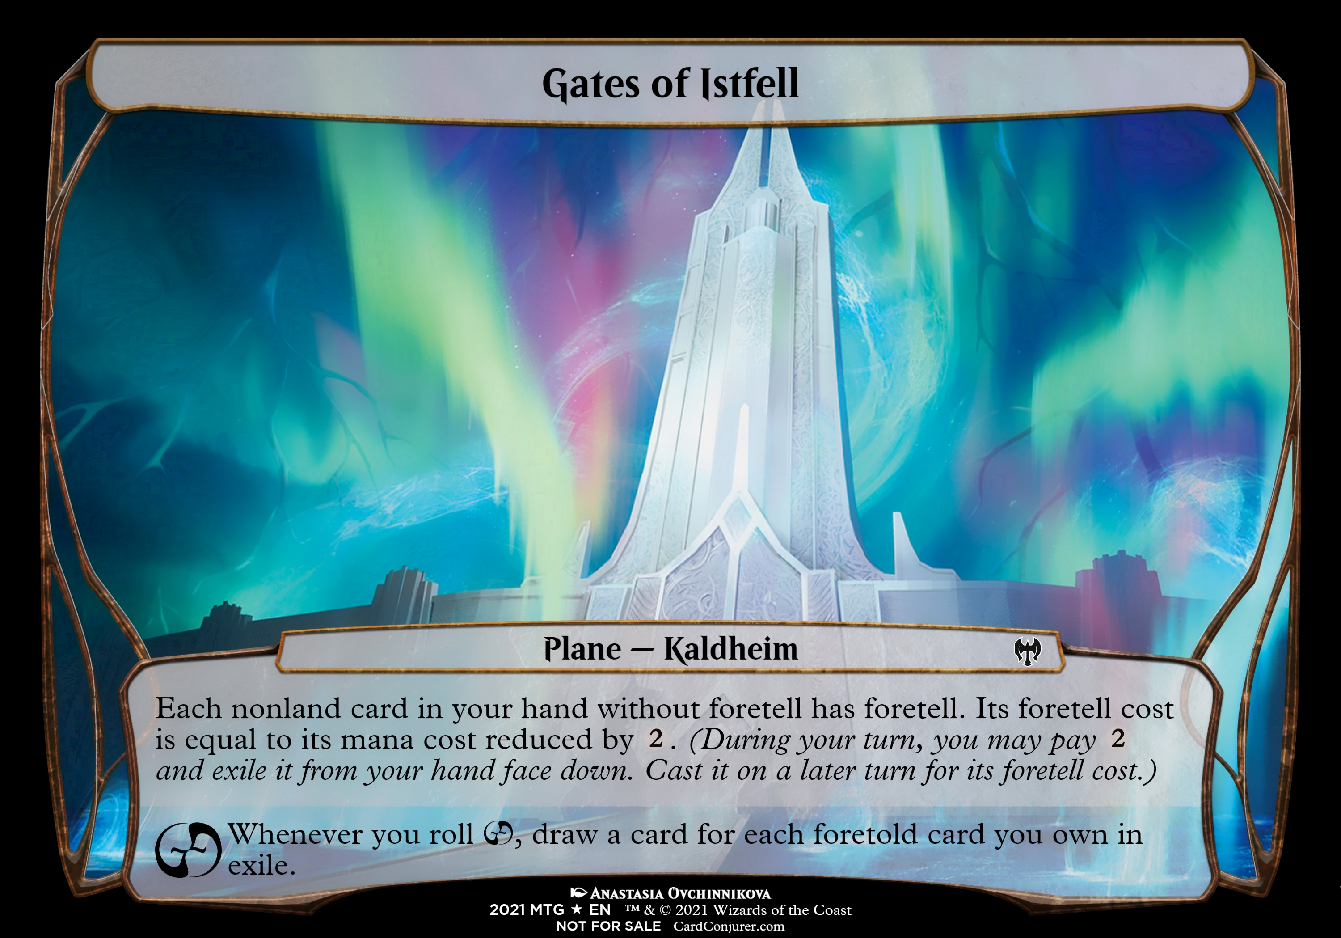 Gates of Istfell
Plane — Kaldheim
Each nonland card in your hand without foretell has foretell. Its foretell cost
is equal to its mana cost reduced by 2. (During your turn, you may pay 2
and exile it from your hand face down. Cast it on a later turn for its foretell cost.)
Whenever you roll , draw a card for each foretold card you own in
exile.
Anastasia Ovchinnikova
2021 MTG ★ EN ™ & © 2021 Wizards of the Coast
NOT FOR SALE CardConjurer.com